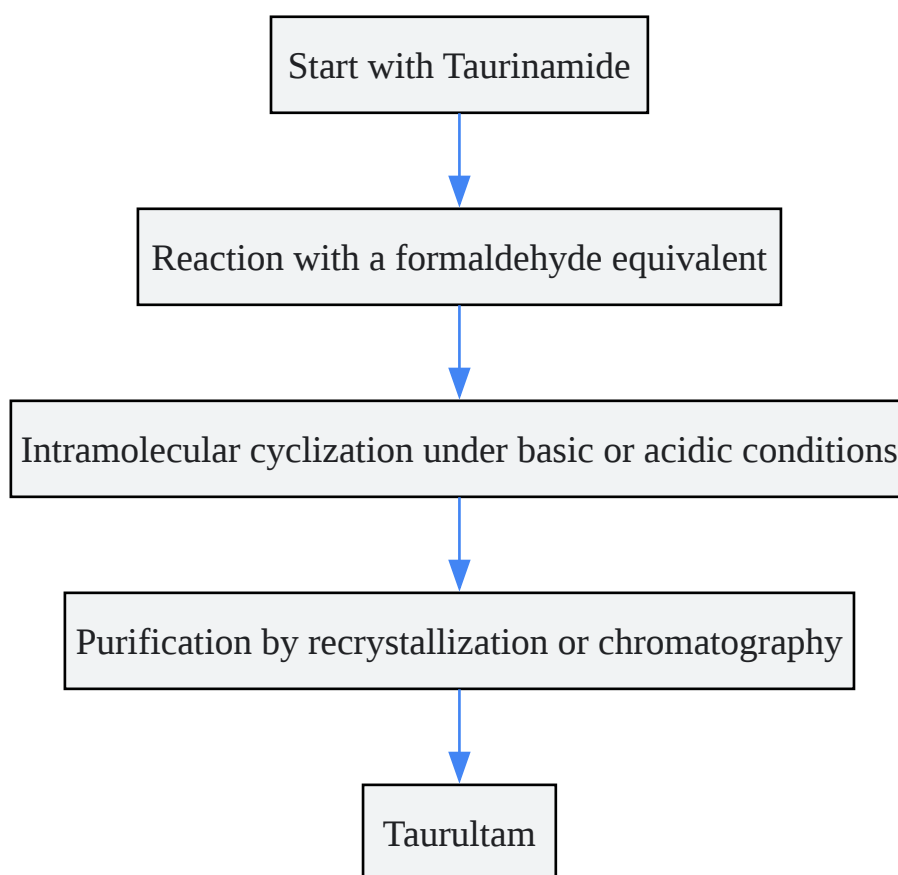 Start with Taurinamide
Reaction with a formaldehyde equivalent
Intramolecular cyclization under basic or acidic conditions
Purification by recrystallization or chromatography
Taurultam